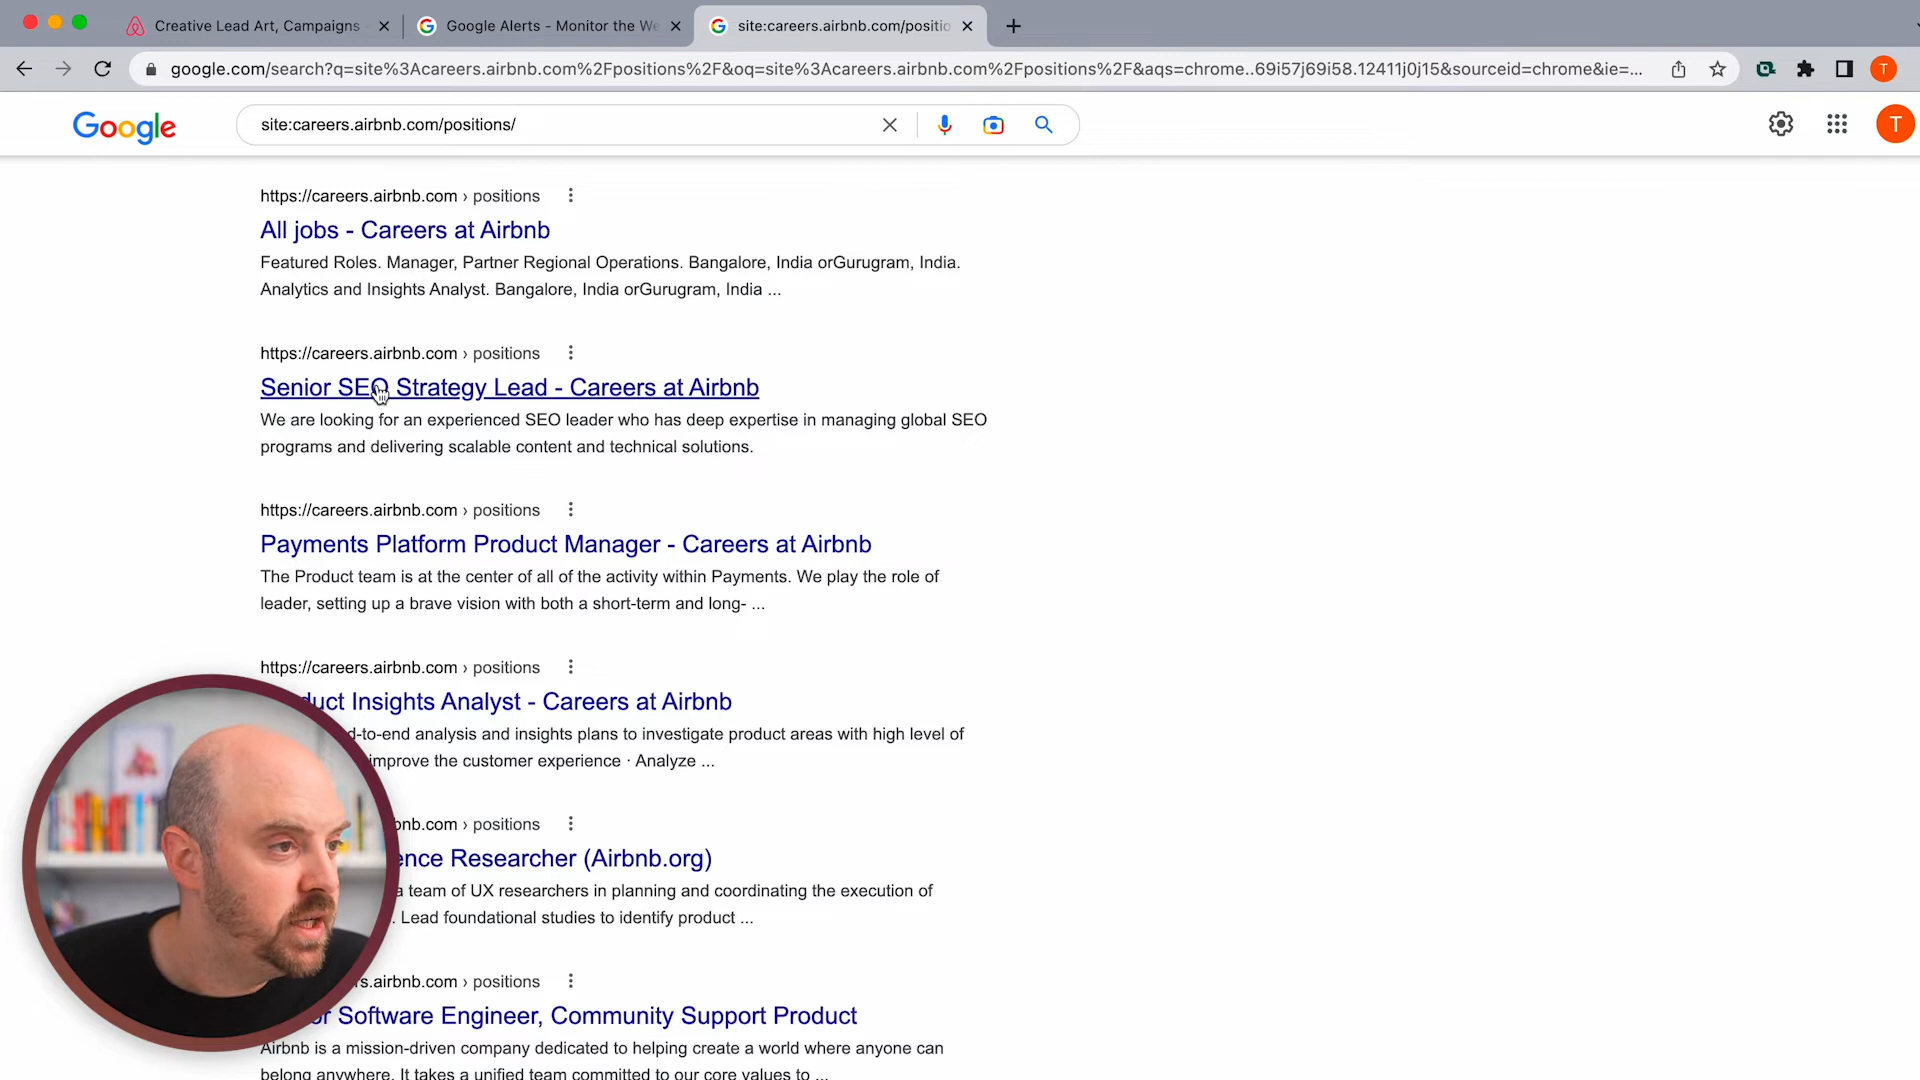 Creative Lead Art, Campaigns
Google Alerts - Monitor the We
site:careers.airbnb.com/positio
google.com/search?q=site%3Acareers.airbnb.com%2Fpositions%2F&oq=site%3Acareers.airbnb.com%2Fpositions%2F&aqs=chrome..69i57j69i58.12411j0j15&sourceid=chrome&ie=...
T
Google
site:careers.airbnb.com/positions/
T
https://careers.airbnb.com › positions
All jobs - Careers at Airbnb
Featured Roles. Manager, Partner Regional Operations. Bangalore, India orGurugram, India.
Analytics and Insights Analyst. Bangalore, India orGurugram, India ...
https://careers.airbnb.com › positions
Senior SEO Strategy Lead - Careers at Airbnb
We are looking for an experienced SEO leader who has deep expertise in managing global SEO
programs and delivering scalable content and technical solutions.
https://careers.airbnb.com › positions
Payments Platform Product Manager - Careers at Airbnb
The Product team is at the center of all of the activity within Payments. We play the role of
leader, setting up a brave vision with both a short-term and long- ...
https://careers.airbnb.com › positions
duct Insights Analyst - Careers at Airbnb
d-to-end analysis and insights plans to investigate product areas with high level of
improve the customer experience · Analyze ...
bnb.com › positions
ence Researcher (Airbnb.org)
a team of UX researchers in planning and coordinating the execution of
. Lead foundational studies to identify product ...
rs.airbnb.com › positions
or Software Engineer, Community Support Product
Airbnb is a mission-driven company dedicated to helping create a world where anyone can
belong anywhere. It takes a unified team committed to our core values to ...